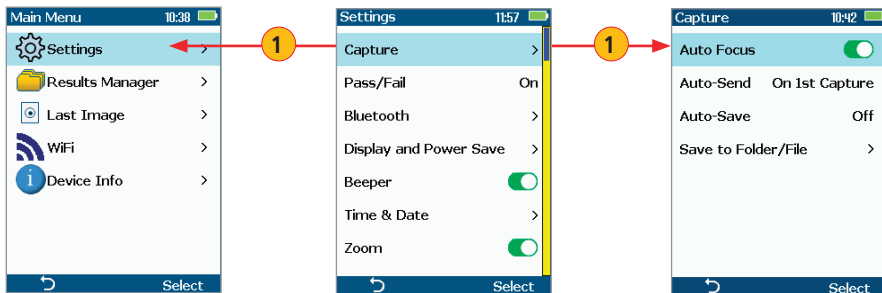 Main Menu 10:38
Settings >
Results Manager >
Last Image >
WiFi >
i Device Info >
Select
1
Settings 11:57
Capture >
Pass/Fail On
Bluetooth >
Display and Power Save >
Beeper
Time & Date >
Zoom
Select
1
Capture 10:42
Auto Focus
Auto-Send On 1st Capture
Auto-Save Off
Save to Folder/File >
Select